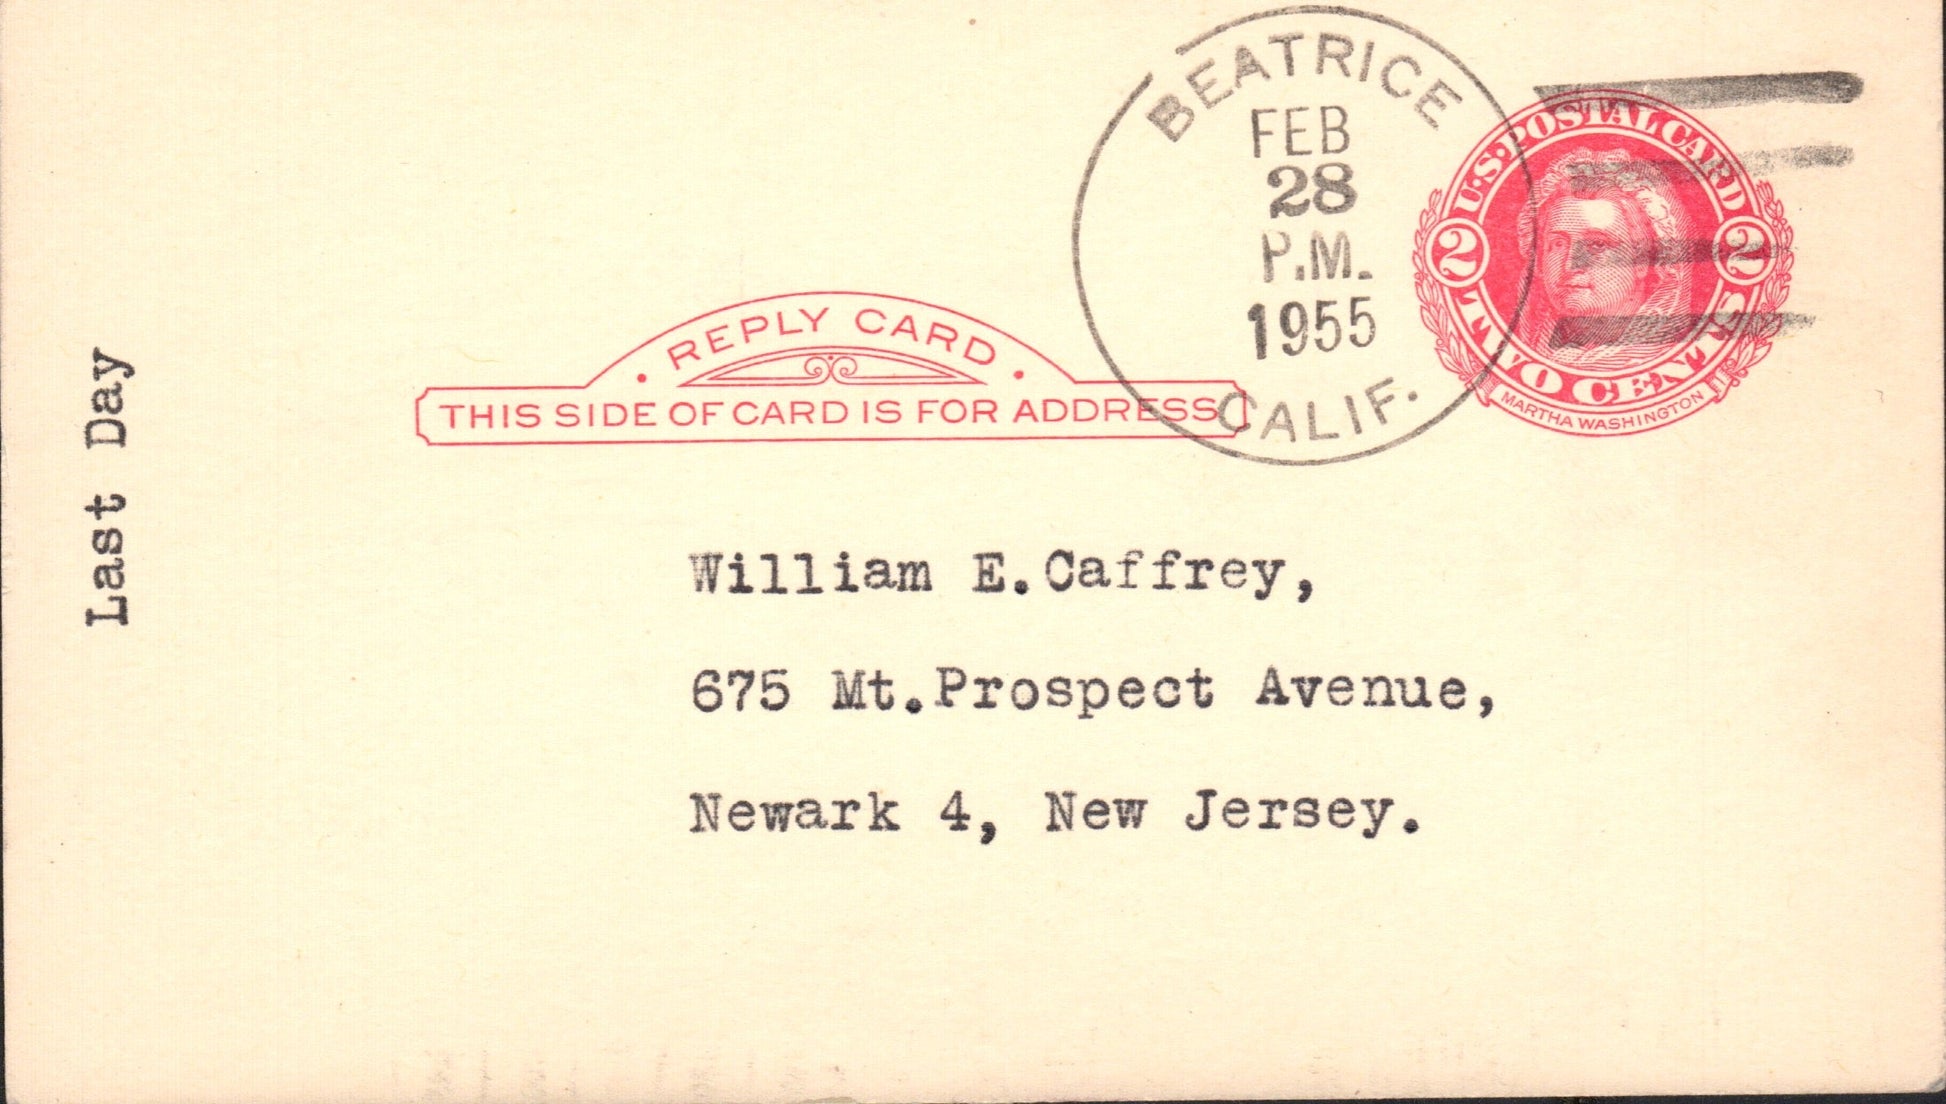 BEATRICE
FEB
28
P.M.
1955
CALIF.
U.S. POSTAL CARD
2 2
TWO CENTS
MARTHA WASHINGTON
· REPLY CARD ·
THIS SIDE OF CARD IS FOR ADDRESS
Last Day
William E.Caffrey,
675 Mt.Prospect Avenue,
Newark 4, New Jersey.